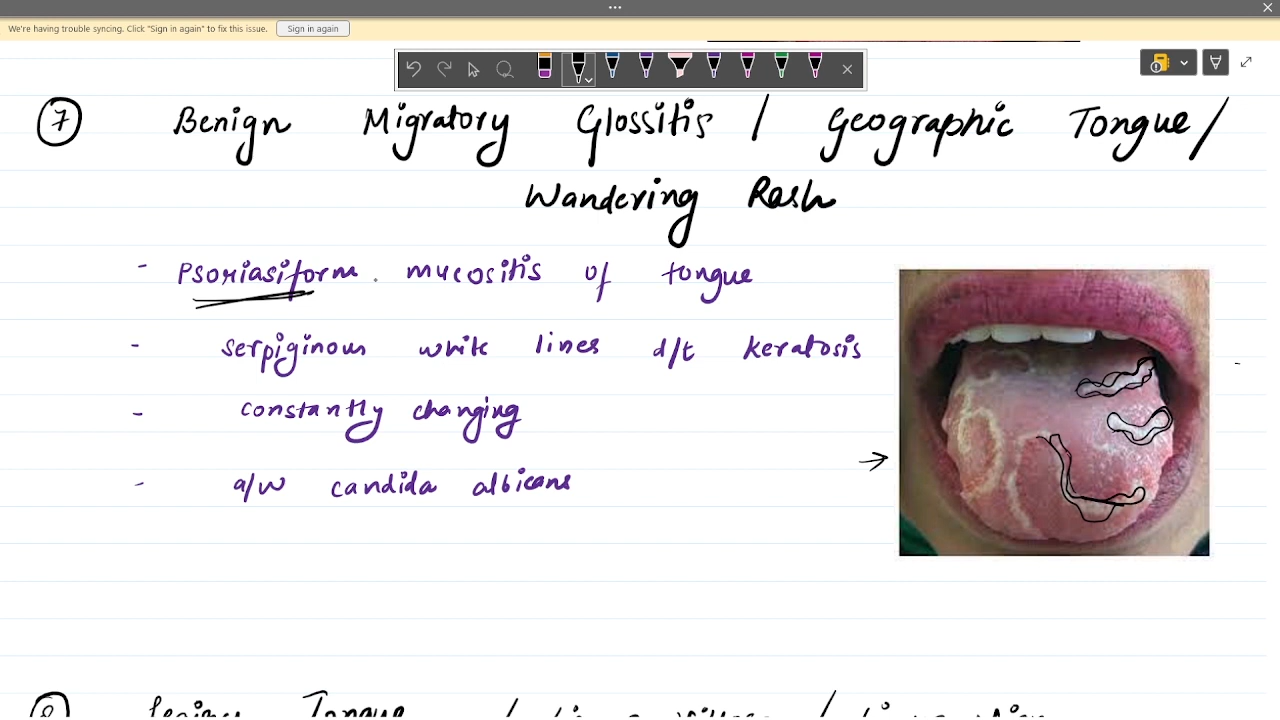 We're having trouble syncing. Click "Sign in again" to fix this issue. Sign in again
7 Benign Migratory Glossitis / Geographic Tongue /
Wandering Rash
- Psoriasiform mucositis of tongue
- serpiginous white lines d/t keratosis
- constantly changing
- a/w candida albicans
Tongue